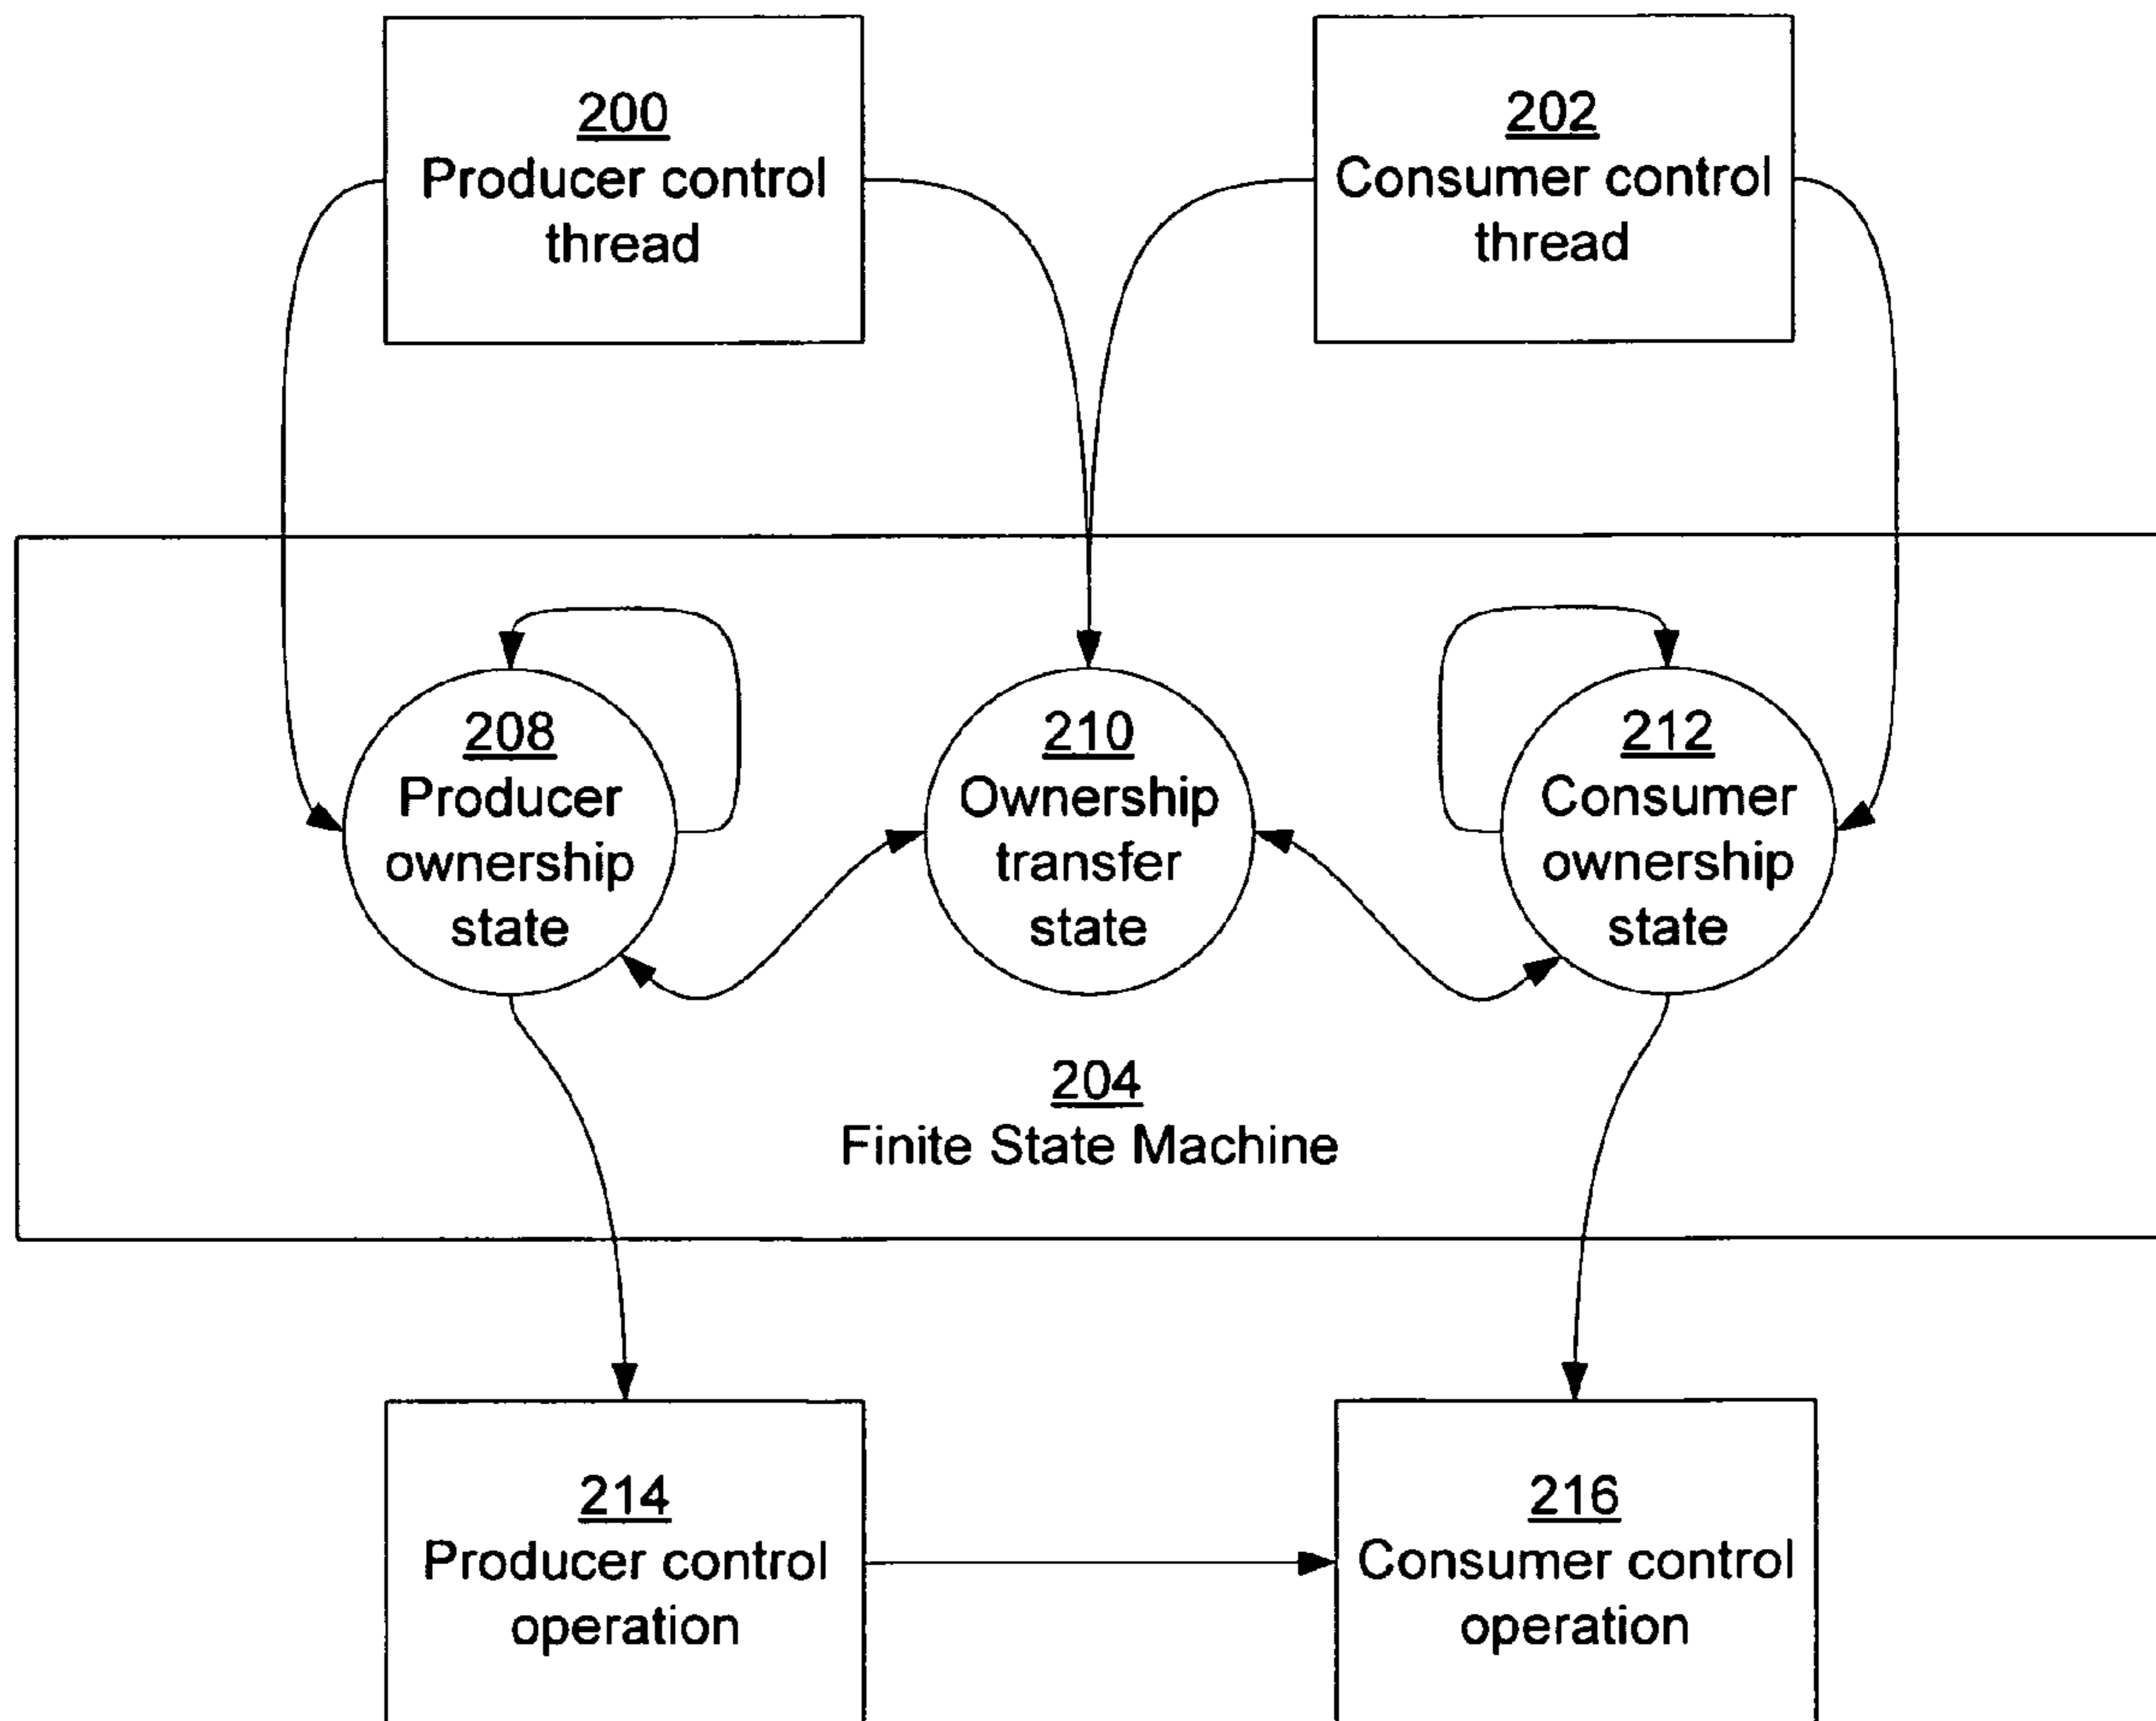 200
Producer control
thread
202
Consumer control
thread
208
Producer
ownership
state
210
Ownership
transfer
state
212
Consumer
ownership
state
204
Finite State Machine
214
Producer control
operation
216
Consumer control
operation